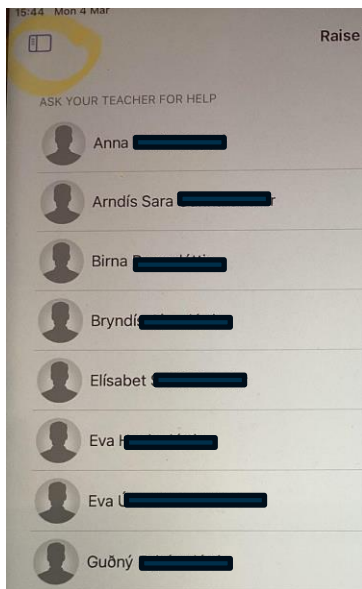 15:44 Mon 4 Mar
Raise
ASK YOUR TEACHER FOR HELP
Anna
Arndís Sara
Birna
Bryndís
Elísabet
Eva
Eva
Guðný